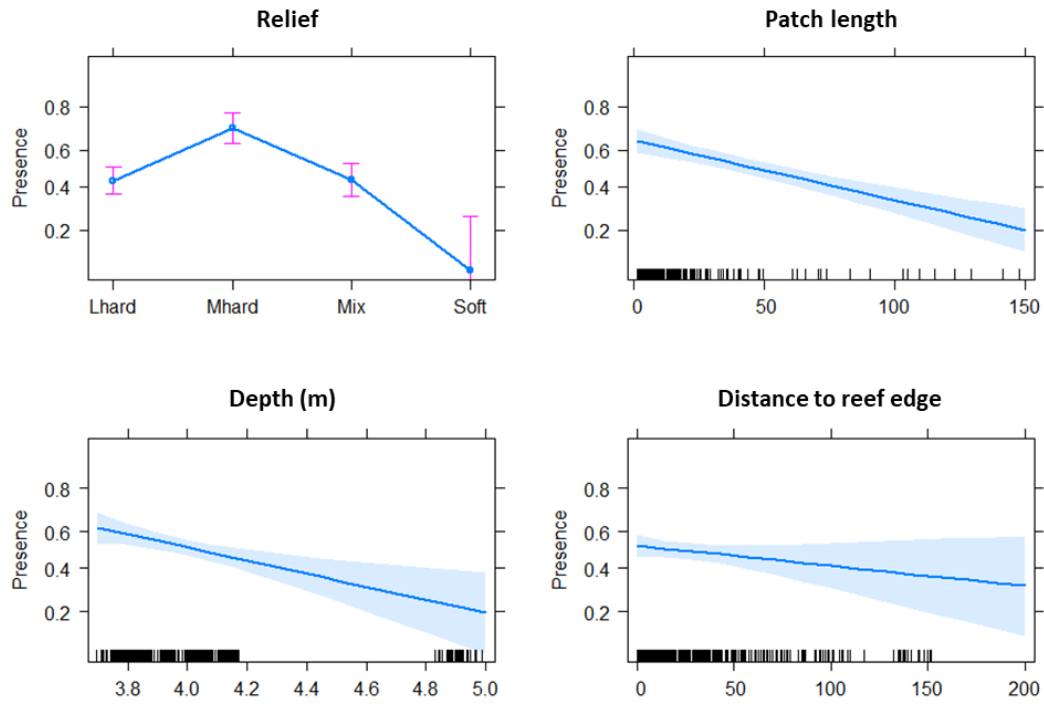 Relief
Presence
0.8
0.6
0.4
0.2
Lhard Mhard Mix Soft
Patch length
Presence
0.8
0.6
0.4
0.2
0 50 100 150
Depth (m)
Presence
0.8
0.6
0.4
0.2
3.8 4.0 4.2 4.4 4.6 4.8 5.0
Distance to reef edge
Presence
0.8
0.6
0.4
0.2
0 50 100 150 200